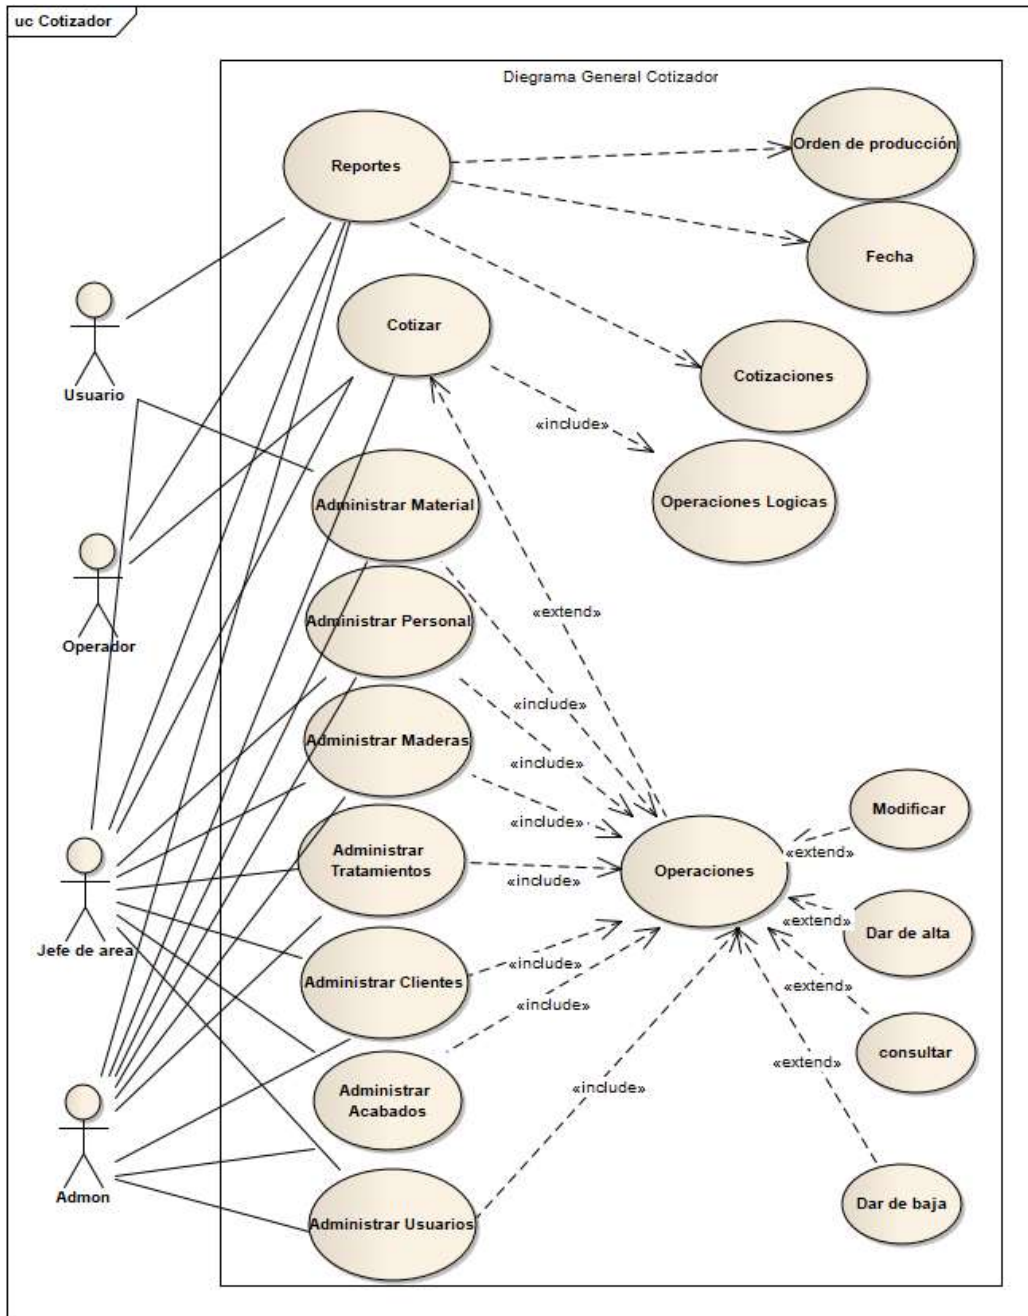 uc Cotizador
Diegrama General Cotizador
Reportes
Orden de producción
Fecha
Usuario
Cotizar
Cotizaciones
«include»
Operaciones Logicas
Administrar Material
Operador
«extend»
Administrar Personal
«include»
Administrar Maderas
«include»
«include»
Modificar
«extend»
Administrar
Tratamientos
«include»
Operaciones
Jefe de area
Dar de alta
«extend»
Administrar Clientes
«include»
«include»
«extend»
consultar
Administrar
Acabados
«include»
«extend»
Admon
Administrar Usuarios
Dar de baja